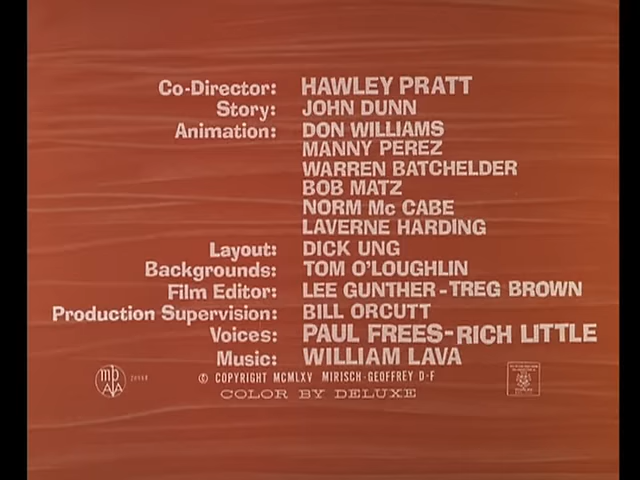 Co-Director: HAWLEY PRATT
Story: JOHN DUNN
Animation: DON WILLIAMS
MANNY PEREZ
WARREN BATCHELDER
BOB MATZ
NORM Mc CABE
LAVERNE HARDING
Layout: DICK UNG
Backgrounds: TOM O'LOUGHLIN
Film Editor: LEE GUNTHER-TREG BROWN
Production Supervision: BILL ORCUTT
Voices: PAUL FREES-RICH LITTLE
Music: WILLIAM LAVA
© COPYRIGHT MCMLXV MIRISCH-GEOFFREY D-F
COLOR BY DELUXE